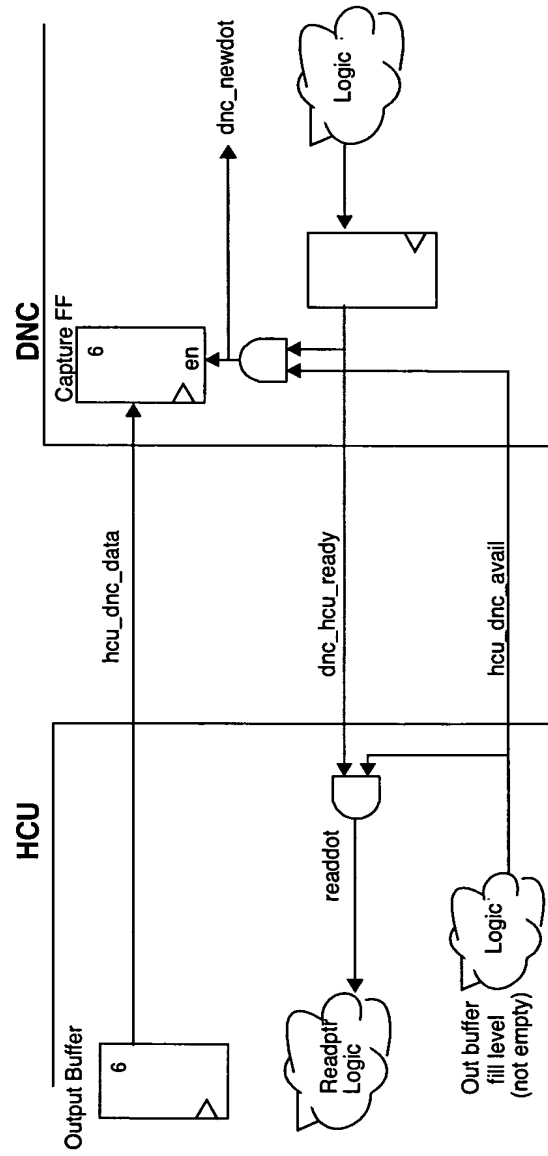 HCU
DNC
Output Buffer
6
hcu_dnc_data
Capture FF
6
en
dnc_newdot
Readptr
Logic
readdot
dnc_hcu_ready
Logic
Out buffer
fill level
(not empty)
Logic
hcu_dnc_avail